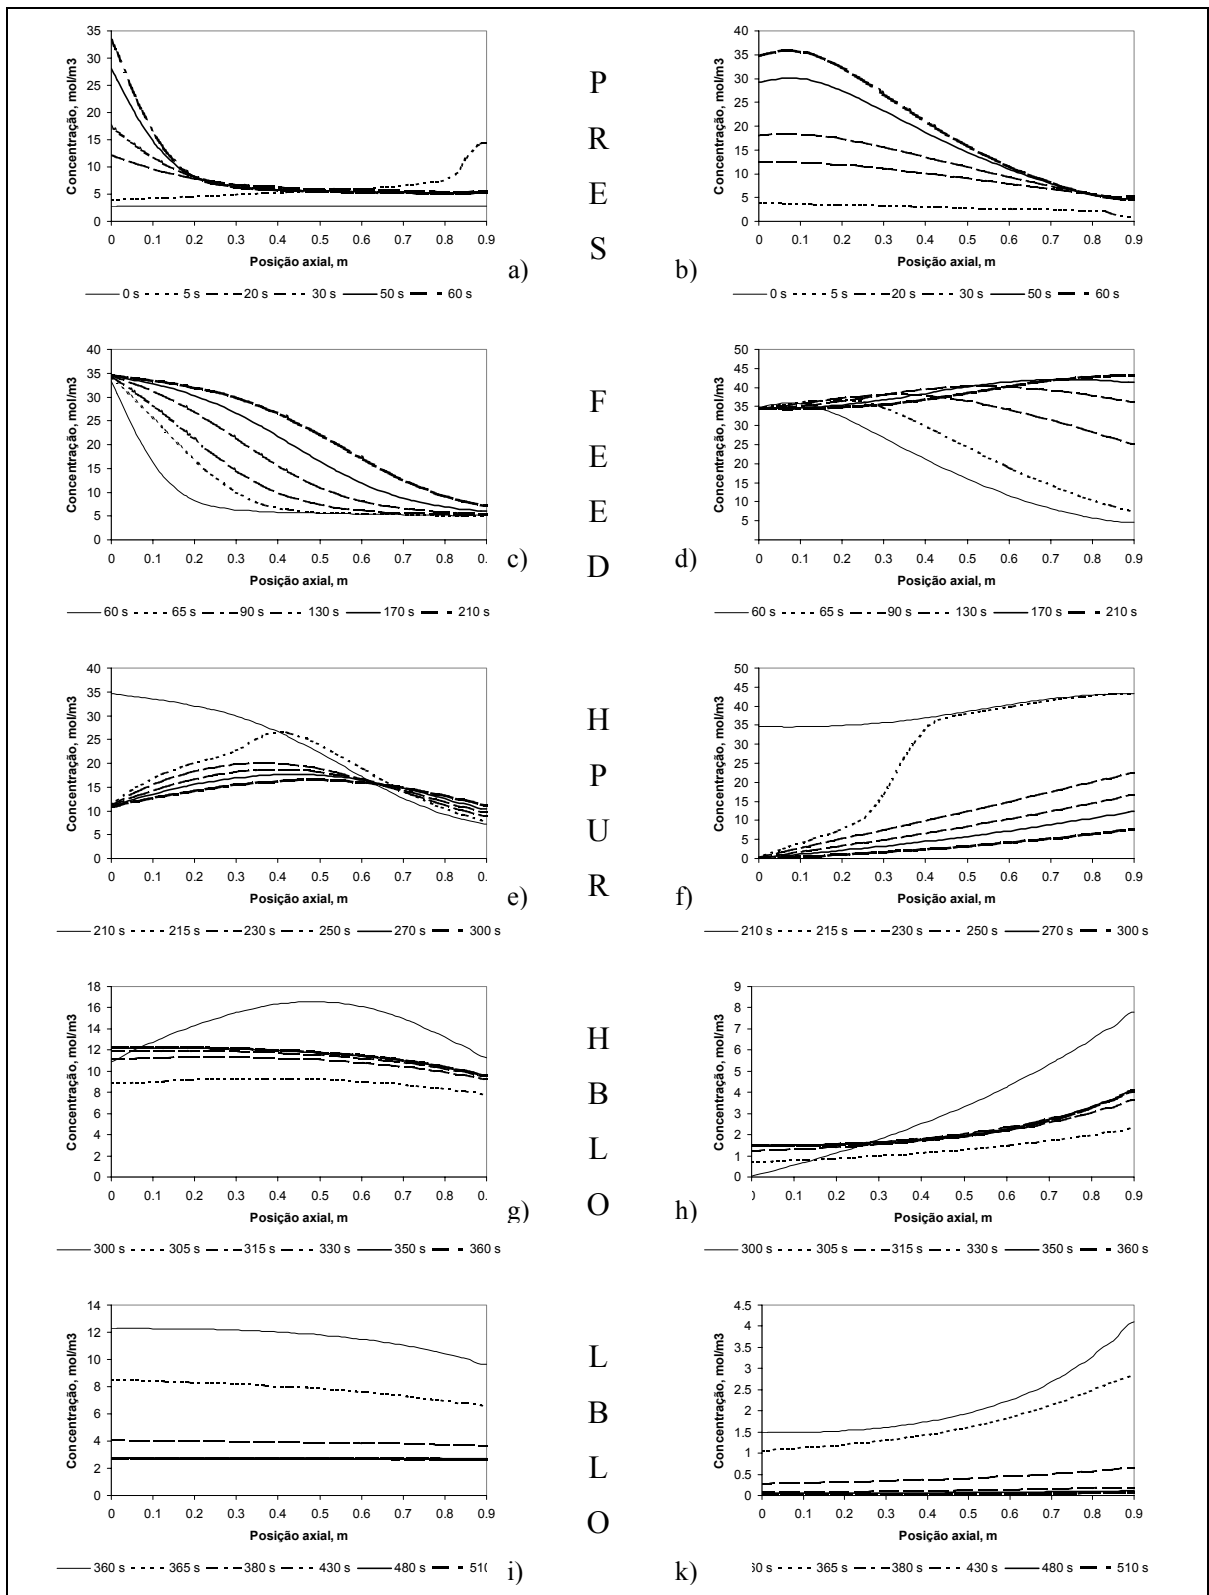 Concentração, mol/m3
35
30
25
20
15
10
5
0
0 0.1 0.2 0.3 0.4 0.5 0.6 0.7 0.8 0.9
Posição axial, m
a)
0 s 5 s 20 s 30 s 50 s 60 s
P
R
E
S
Concentração, mol/m3
40
35
30
25
20
15
10
5
0
0 0.1 0.2 0.3 0.4 0.5 0.6 0.7 0.8 0.9
Posição axial, m
b)
0 s 5 s 20 s 30 s 50 s 60 s
Concentração, mol/m3
40
35
30
25
20
15
10
5
0
0 0.1 0.2 0.3 0.4 0.5 0.6 0.7 0.8 0.
Posição axial, m
c)
60 s 65 s 90 s 130 s 170 s 210 s
F
E
E
D
Concentração, mol/m3
50
45
40
35
30
25
20
15
10
5
0 0.1 0.2 0.3 0.4 0.5 0.6 0.7 0.8 0.9
Posição axial, m
d)
60 s 65 s 90 s 130 s 170 s 210 s
Concentração, mol/m3
40
35
30
25
20
15
10
5
0
0 0.1 0.2 0.3 0.4 0.5 0.6 0.7 0.8 0.
Posição axial, m
e)
210 s 215 s 230 s 250 s 270 s 300 s
H
P
U
R
Concentração, mol/m3
50
45
40
35
30
25
20
15
10
5
0
0 0.1 0.2 0.3 0.4 0.5 0.6 0.7 0.8 0.9
Posição axial, m
f)
210 s 215 s 230 s 250 s 270 s 300 s
Concentração, mol/m3
18
16
14
12
10
8
6
4
2
0
0 0.1 0.2 0.3 0.4 0.5 0.6 0.7 0.8 0.
Posição axial, m
g)
300 s 305 s 315 s 330 s 350 s 360 s
H
B
L
O
Concentração, mol/m3
9
8
7
6
5
4
3
2
1
0
0.1 0.2 0.3 0.4 0.5 0.6 0.7 0.8 0.9
Posição axial, m
h)
300 s 305 s 315 s 330 s 350 s 360 s
Concentração, mol/m3
14
12
10
8
6
4
2
0
0 0.1 0.2 0.3 0.4 0.5 0.6 0.7 0.8 0.9
Posição axial, m
i)
360 s 365 s 380 s 430 s 480 s 510
L
B
L
O
Concentração, mol/m3
4.5
4
3.5
3
2.5
2
1.5
1
0.5
0
0 0.1 0.2 0.3 0.4 0.5 0.6 0.7 0.8 0.9
Posição axial, m
k)
60 s 365 s 380 s 430 s 480 s 510 s